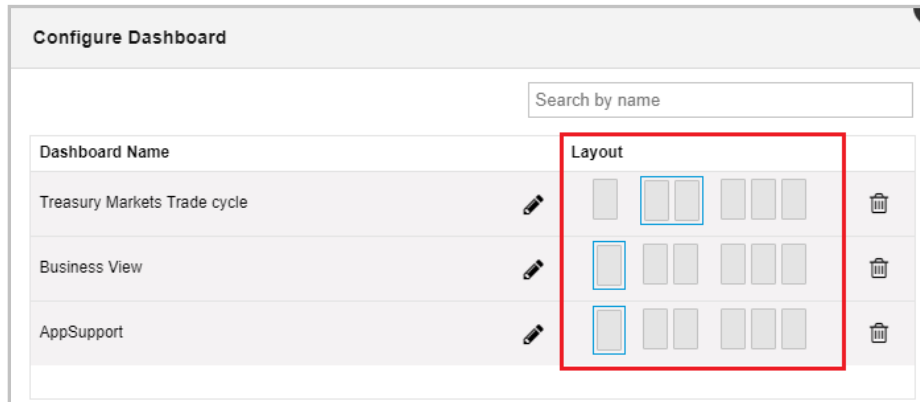 Configure Dashboard
Search by name
Dashboard Name Layout
Treasury Markets Trade cycle
Business View
AppSupport